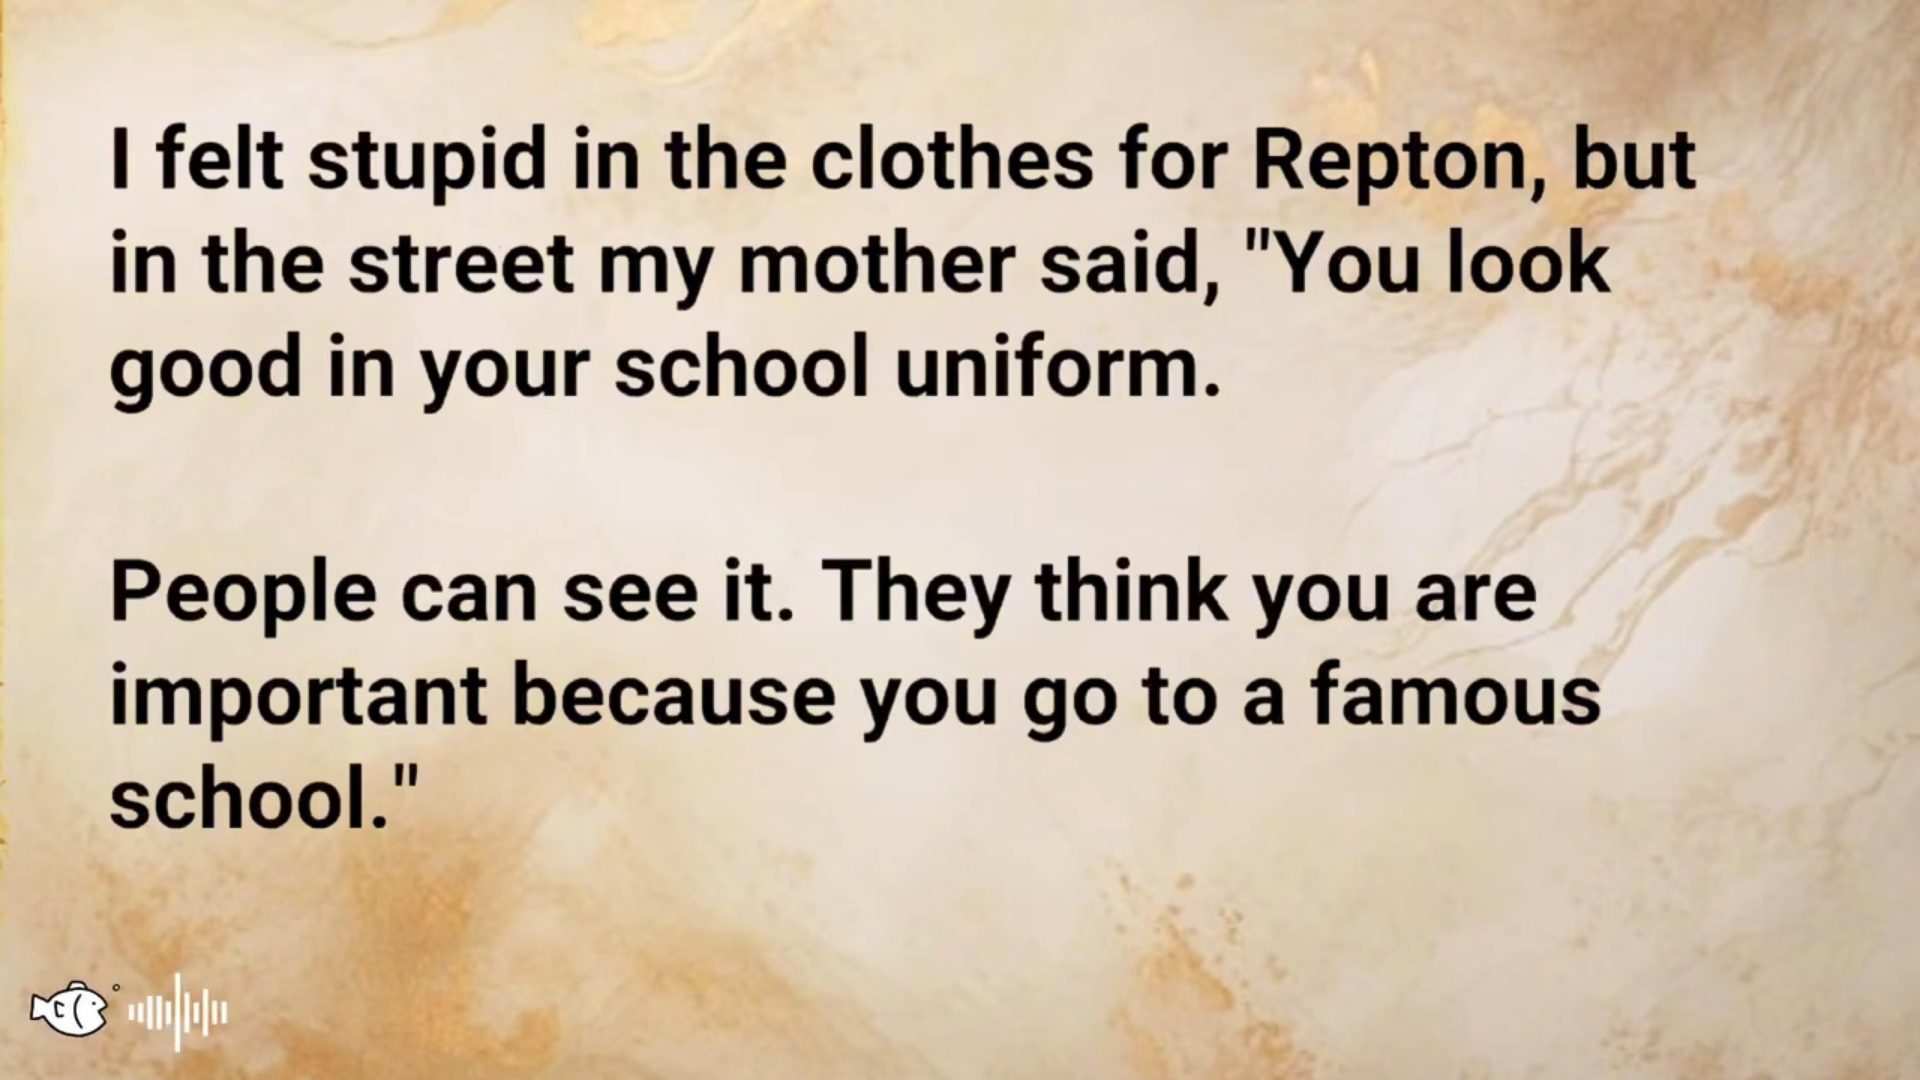 I felt stupid in the clothes for Repton, but
in the street my mother said, "You look
good in your school uniform.
People can see it. They think you are
important because you go to a famous
school."